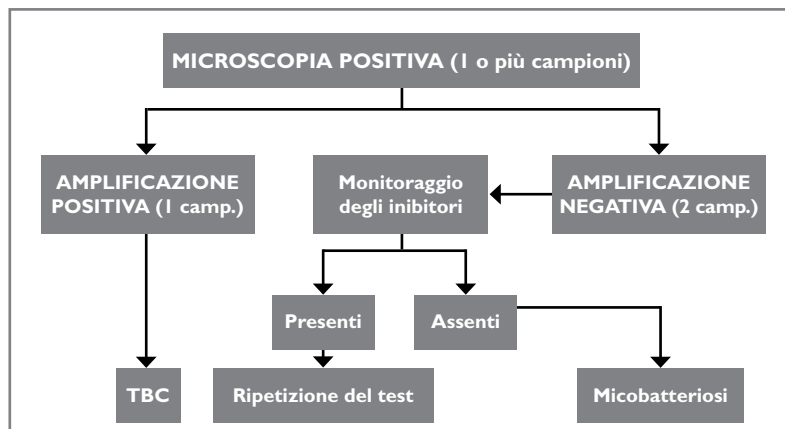 MICROSCOPIA POSITIVA (1 o più campioni)
AMPLIFICAZIONE
POSITIVA (1 camp.)
Monitoraggio
degli inibitori
AMPLIFICAZIONE
NEGATIVA (2 camp.)
Presenti
Assenti
TBC
Ripetizione del test
Micobatteriosi